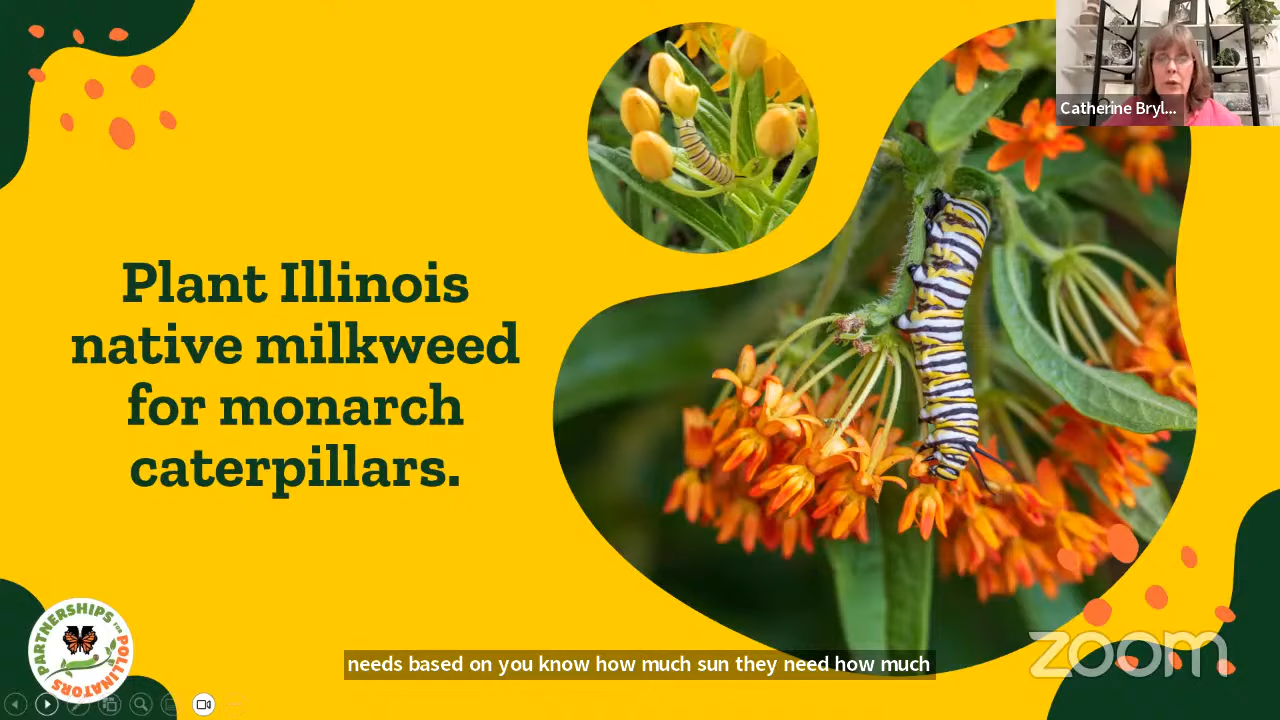 Catherine Bryl...
Plant Illinois
native milkweed
for monarch
caterpillars.
PARTNERSHIPS FOR
POLLINATORS
needs based on you know how much sun they need how much
zoom